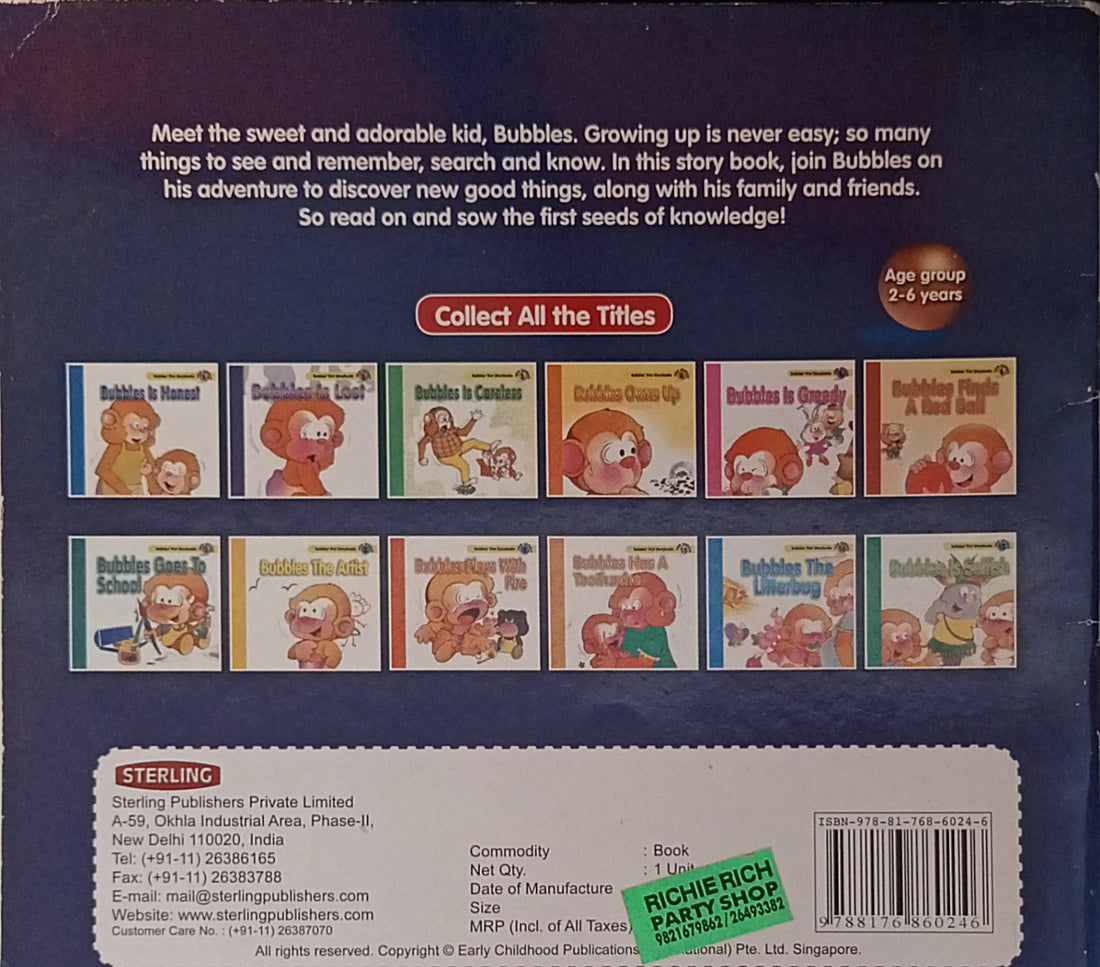 Meet the sweet and adorable kid, Bubbles. Growing up is never easy; so many
things to see and remember, search and know. In this story book, join Bubbles on
his adventure to discover new good things, along with his family and friends.
So read on and sow the first seeds of knowledge!
Age group
2-6 years
Collect All the Titles
Bubbles Is Honest
Bubbles Is Lost
Bubbles Is Careless
Bubbles Owns Up
Bubbles Is Greedy
Bubbles Finds
A Red Ball
Bubbles Goes To
School
Bubbles The Artist
Bubbles Plays With
Fire
Bubbles Has A
Toothache
Bubbles The
Litterbug
Bubbles Is Selfish
STERLING
Sterling Publishers Private Limited
A-59, Okhla Industrial Area, Phase-II,
New Delhi 110020, India
Tel: (+91-11) 26386165
Fax: (+91-11) 26383788
E-mail: mail@sterlingpublishers.com
Website: www.sterlingpublishers.com
Customer Care No. : (+91-11) 26387070
Commodity : Book
Net Qty. : 1 Unit
Date of Manufacture
Size
MRP (Incl. of All Taxes)
RICHIE RICH
PARTY SHOP
9821679862/26493382
ISBN-978-81-768-6024-6
9788176860246
All rights reserved. Copyright © Early Childhood Publications Pte. Ltd. Singapore.